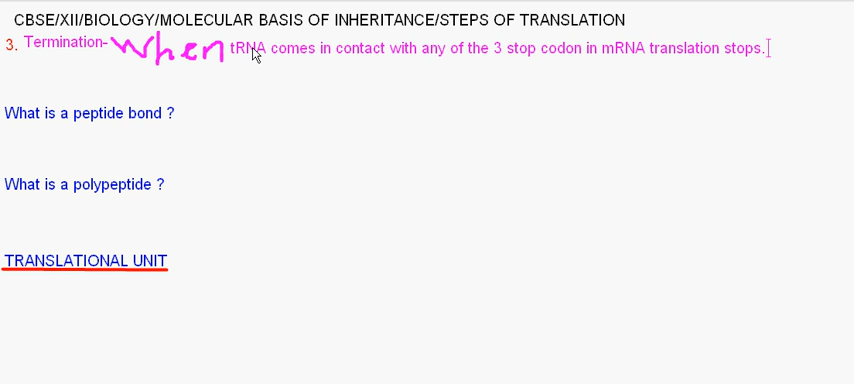 CBSE/XII/BIOLOGY/MOLECULAR BASIS OF INHERITANCE/STEPS OF TRANSLATION
3. Termination- When tRNA comes in contact with any of the 3 stop codon in mRNA translation stops.
What is a peptide bond ?
What is a polypeptide ?
TRANSLATIONAL UNIT